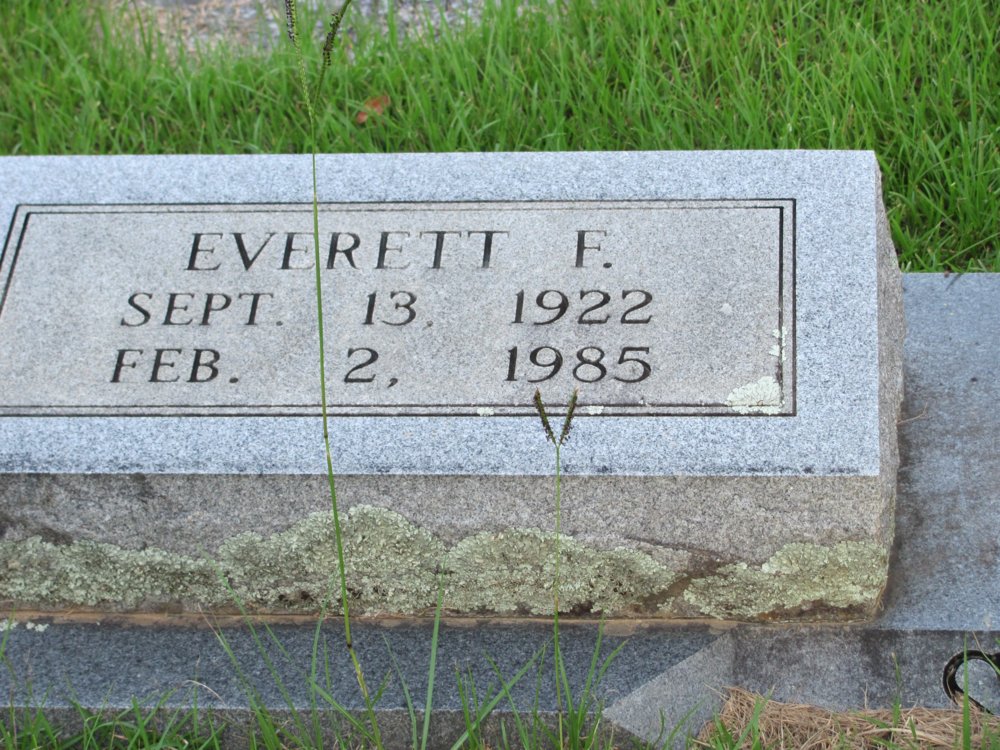 EVERETT F.
SEPT. 13 1922
FEB. 2, 1985